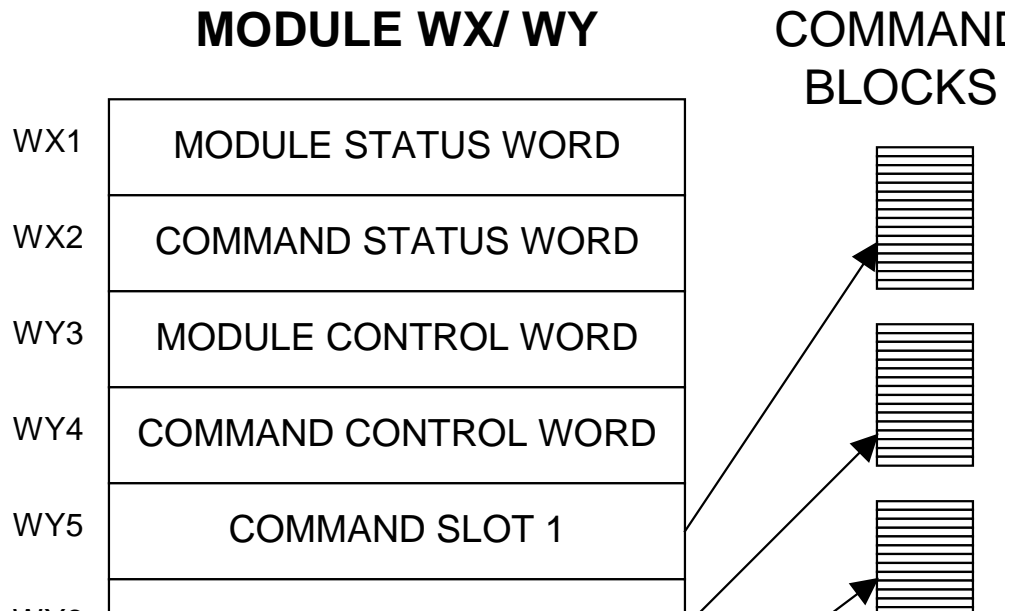 MODULE WX/ WY
COMMAND
BLOCKS
WX1 MODULE STATUS WORD
WX2 COMMAND STATUS WORD
WY3 MODULE CONTROL WORD
WY4 COMMAND CONTROL WORD
WY5 COMMAND SLOT 1